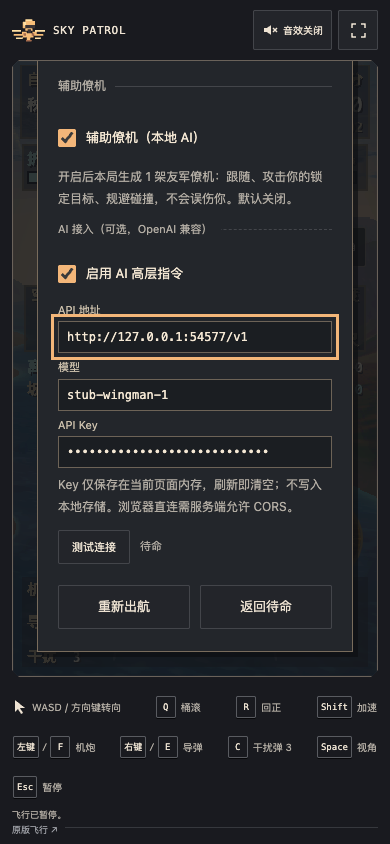 SKY PATROL
音效关闭
辅助僚机
辅助僚机（本地 AI）
开启后本局生成 1 架友军僚机：跟随、攻击你的锁
定目标、规避碰撞，不会误伤你。默认关闭。
AI 接入（可选，OpenAI 兼容）
启用 AI 高层指令
API 地址
http://127.0.0.1:54577/v1
模型
stub-wingman-1
API Key
••••••••••••••••••••••••••••
Key 仅保存在当前页面内存，刷新即清空；不写入
本地存储。浏览器直连需服务端允许 CORS。
测试连接 待命
重新出航 返回待命
干扰 3
WASD / 方向键转向 Q 桶滚 R 回正 Shift 加速
左键 / F 机炮 右键 / E 导弹 C 干扰弹 3 Space 视角
Esc 暂停
飞行已暂停。
原版飞行 ↗